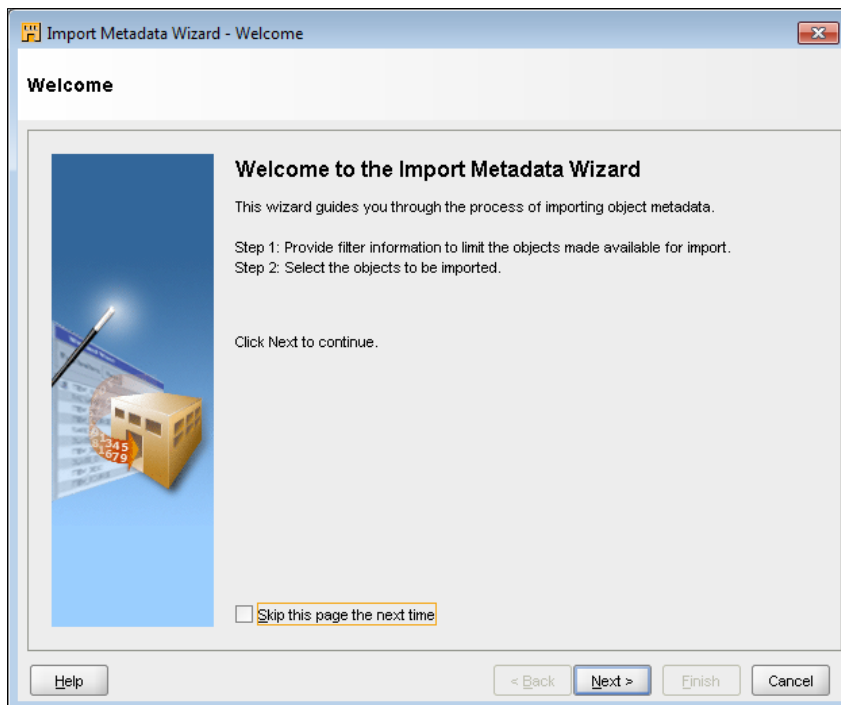 Import Metadata Wizard - Welcome
Welcome
Welcome to the Import Metadata Wizard
This wizard guides you through the process of importing object metadata.
Step 1: Provide filter information to limit the objects made available for import.
Step 2: Select the objects to be imported.
Click Next to continue.
1345
1679
Skip this page the next time
Help
< Back
Next >
Finish
Cancel